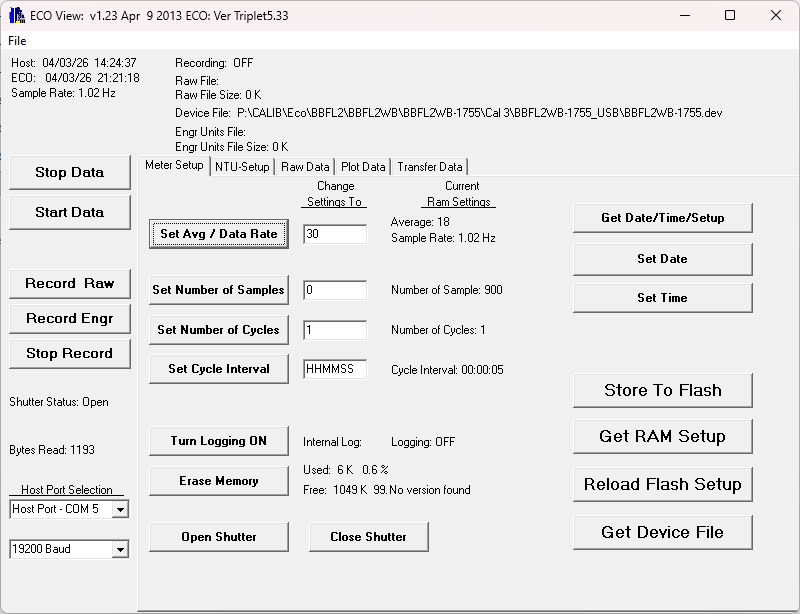 ECO View: v1.23 Apr 9 2013 ECO: Ver Triplet5.33
File
Host: 04/03/26 14:24:37
ECO: 04/03/26 21:21:18
Sample Rate: 1.02 Hz
Recording: OFF
Raw File:
Raw File Size: 0 K
Device File: P:\CALIB\Eco\BBFL2\BBFL2WB\BBFL2WB-1755\Cal 3\BBFL2WB-1755_USB\BBFL2WB-1755.dev
Engr Units File:
Engr Units File Size: 0 K
Stop Data
Start Data
Record Raw
Record Engr
Stop Record
Shutter Status: Open
Bytes Read: 1193
Host Port Selection
Host Port - COM 5
19200 Baud
Meter Setup NTU-Setup Raw Data Plot Data Transfer Data
Change
Settings To
Current
Ram Settings
Set Avg / Data Rate
30
Average: 18
Sample Rate: 1.02 Hz
Set Number of Samples
0
Number of Sample: 900
Set Number of Cycles
1
Number of Cycles: 1
Set Cycle Interval
HHMMSS
Cycle Interval: 00:00:05
Turn Logging ON
Internal Log: Logging: OFF
Erase Memory
Used: 6 K 0.6 %
Free: 1049 K 99.No version found
Open Shutter
Close Shutter
Get Date/Time/Setup
Set Date
Set Time
Store To Flash
Get RAM Setup
Reload Flash Setup
Get Device File